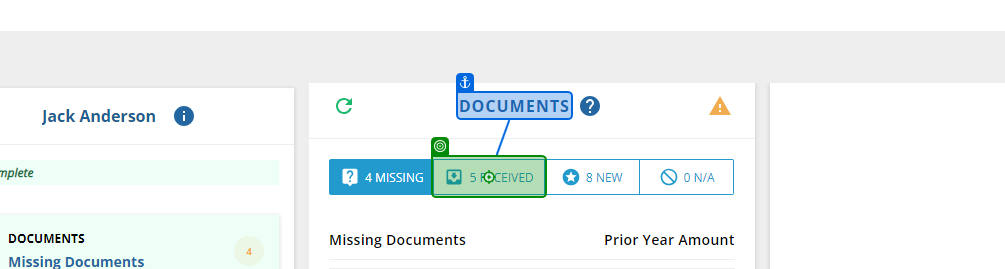 DOCUMENTS
Jack Anderson
4 MISSING
5 RECEIVED
8 NEW
0 N/A
mplete
DOCUMENTS
4
Missing Documents
Missing Documents
Prior Year Amount